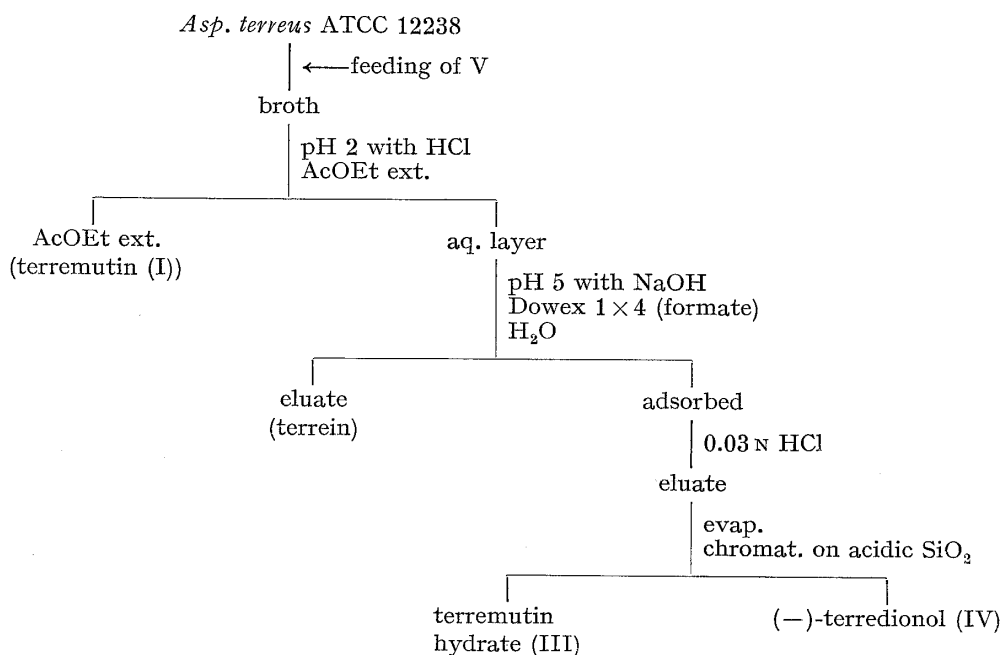 Asp. terreus ATCC 12238
←feeding of V
broth
pH 2 with HCl
AcOEt ext.
AcOEt ext.
(terremutin (I))
aq. layer
pH 5 with NaOH
Dowex 1×4 (formate)
H₂O
eluate
(terrein)
adsorbed
0.03 N HCl
eluate
evap.
chromat. on acidic SiO₂
terremutin
hydrate (III)
(−)-terredionol (IV)